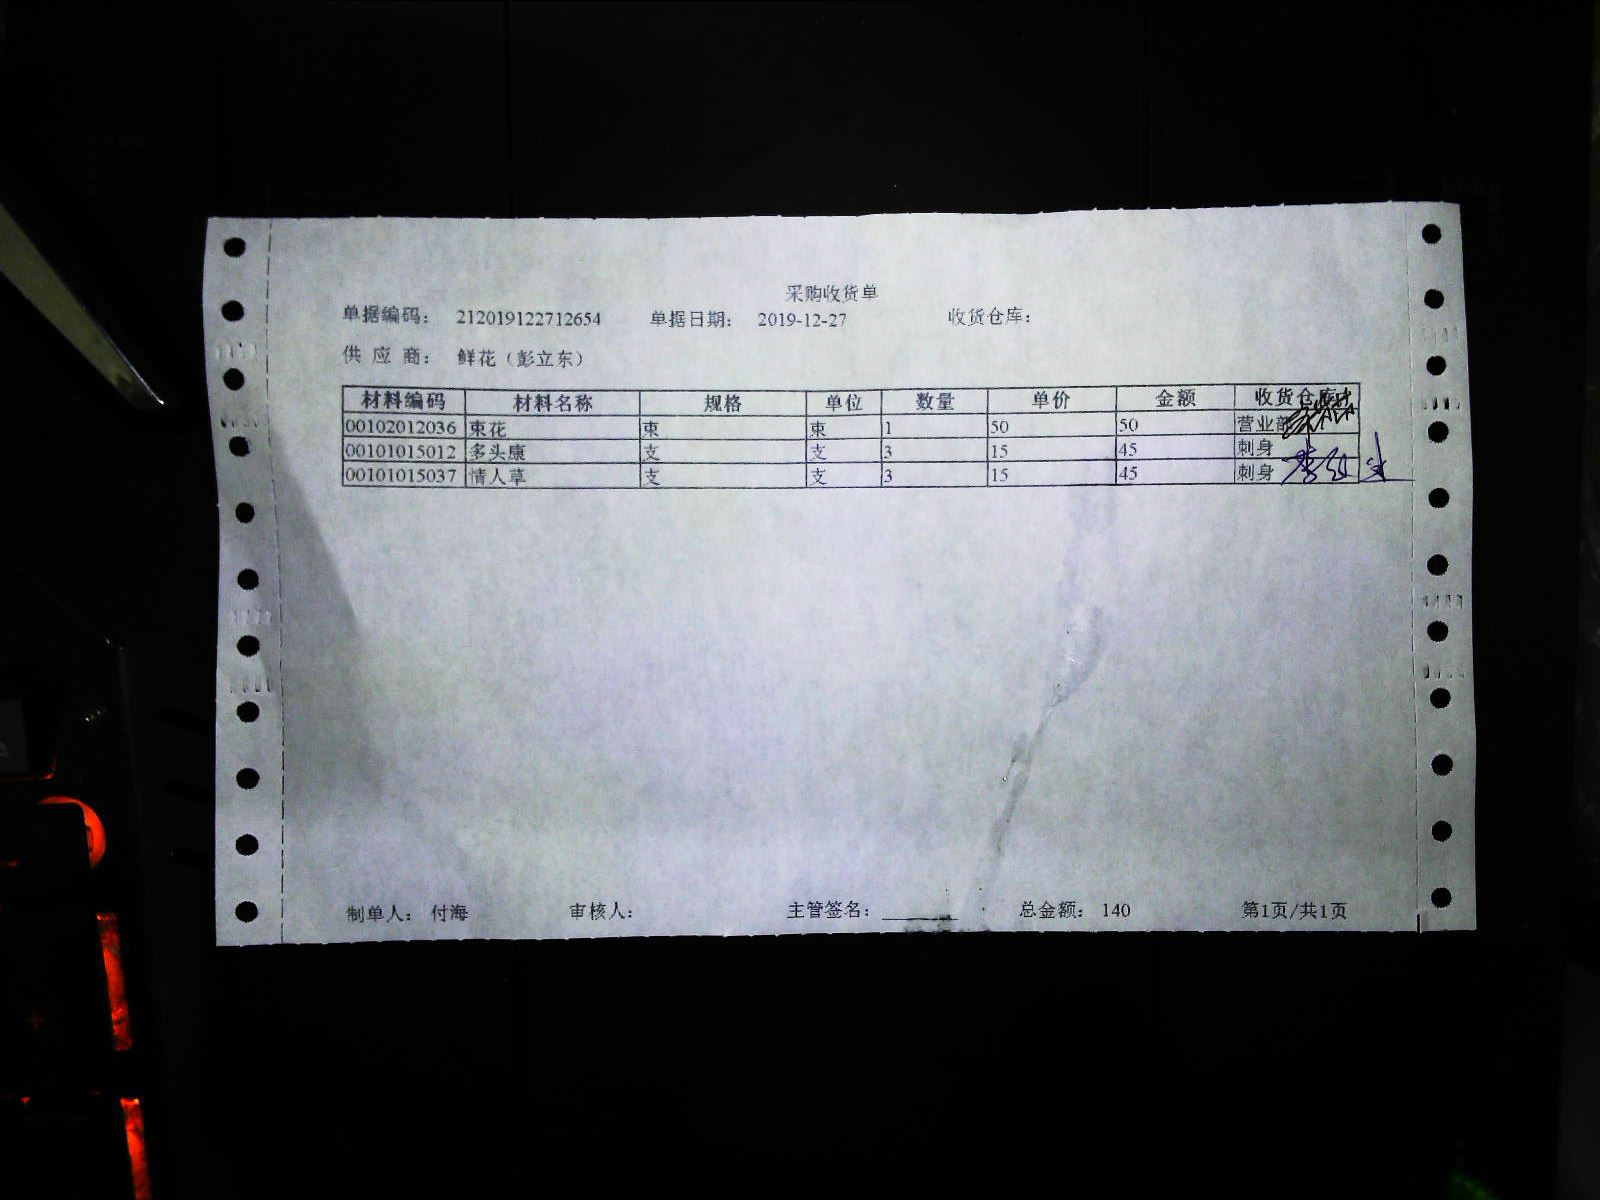 采购收货单
单据编码： 212019122712654 单据日期： 2019-12-27 收货仓库：
供 应 商： 鲜花（彭立东）
材料编码 材料名称 规格 单位 数量 单价 金额 收货仓库
00102012036 束花 束 束 1 50 50 营业部
00101015012 多头康 支 支 3 15 45 刺身
00101015037 情人草 支 支 3 15 45 刺身
制单人： 付海 审核人： 主管签名： 总金额： 140 第1页/共1页